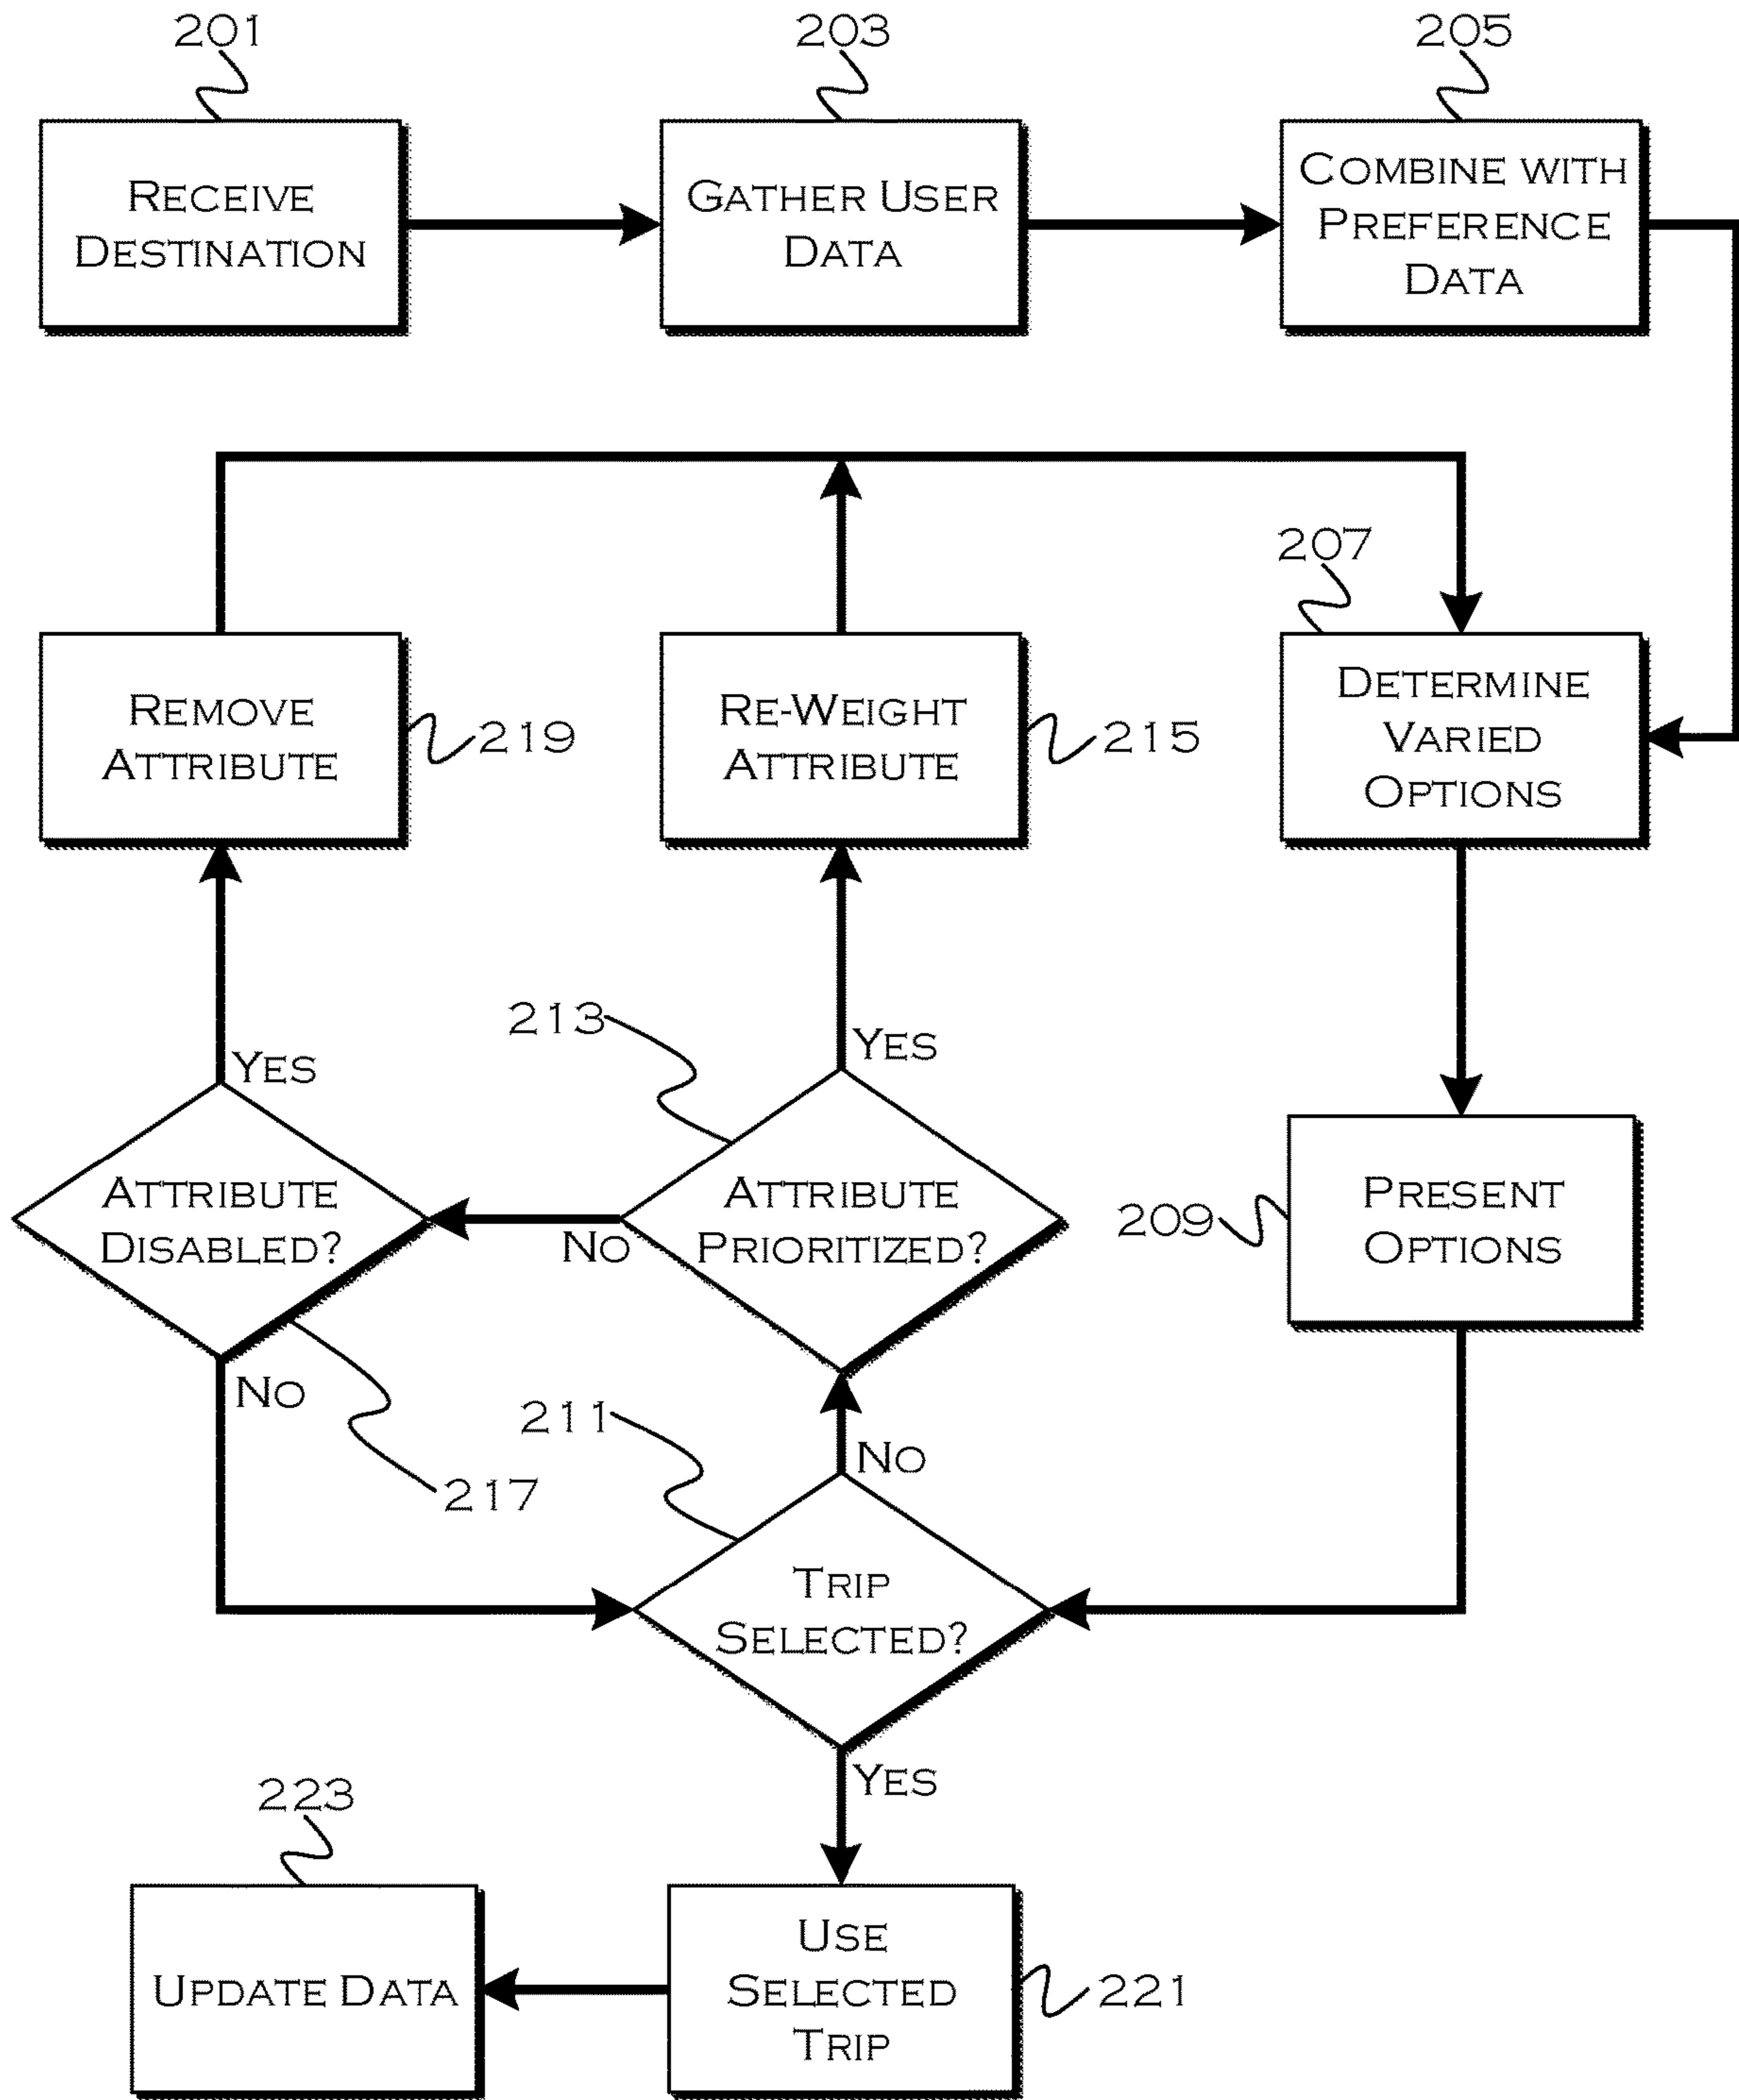 201
203
205
RECEIVE
DESTINATION
GATHER USER
DATA
COMBINE WITH
PREFERENCE
DATA
207
REMOVE
ATTRIBUTE
219
RE-WEIGHT
ATTRIBUTE
215
DETERMINE
VARIED
OPTIONS
213
YES
YES
ATTRIBUTE
DISABLED?
NO
ATTRIBUTE
PRIORITIZED?
209
PRESENT
OPTIONS
NO
211
NO
217
TRIP
SELECTED?
YES
223
UPDATE DATA
USE
SELECTED
TRIP
221